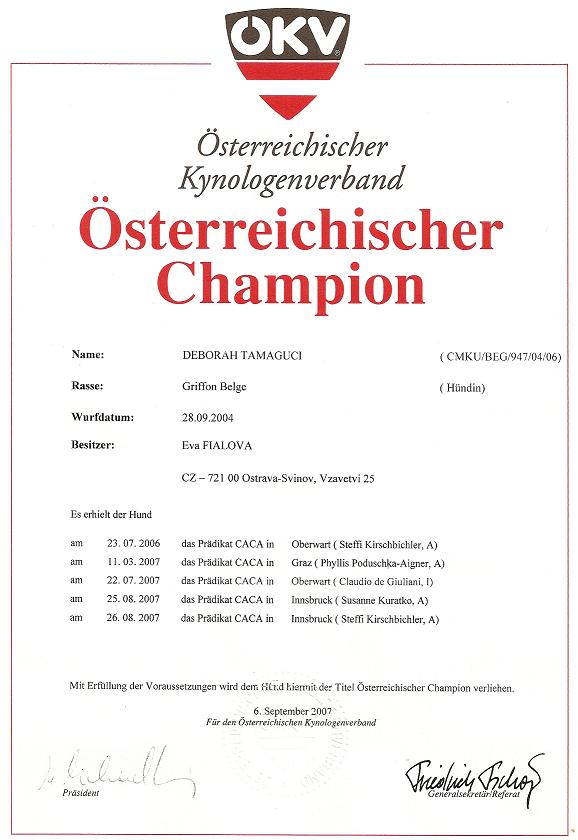 ÖKV
Österreichischer
Kynologenverband
Österreichischer
Champion
Name: DEBORAH TAMAGUCI ( CMKU/BEG/947/04/06)
Rasse: Griffon Belge ( Hündin)
Wurfdatum: 28.09.2004
Besitzer: Eva FIALOVA
CZ – 721 00 Ostrava-Svinov, Vzavetví 25
Es erhielt der Hund
am 23. 07. 2006 das Prädikat CACA in Oberwart ( Steffi Kirschbichler, A)
am 11. 03. 2007 das Prädikat CACA in Graz ( Phyllis Poduschka-Aigner, A)
am 22. 07. 2007 das Prädikat CACA in Oberwart ( Claudio de Giuliani, I)
am 25. 08. 2007 das Prädikat CACA in Innsbruck ( Susanne Kuratko, A)
am 26. 08. 2007 das Prädikat CACA in Innsbruck ( Steffi Kirschbichler, A)
Mit Erfüllung der Voraussetzungen wird dem Hund hiermit der Titel Österreichischer Champion verliehen.
6. September 2007
Für den Österreichischen Kynologenverband
Präsident Generalsekretär/Referat